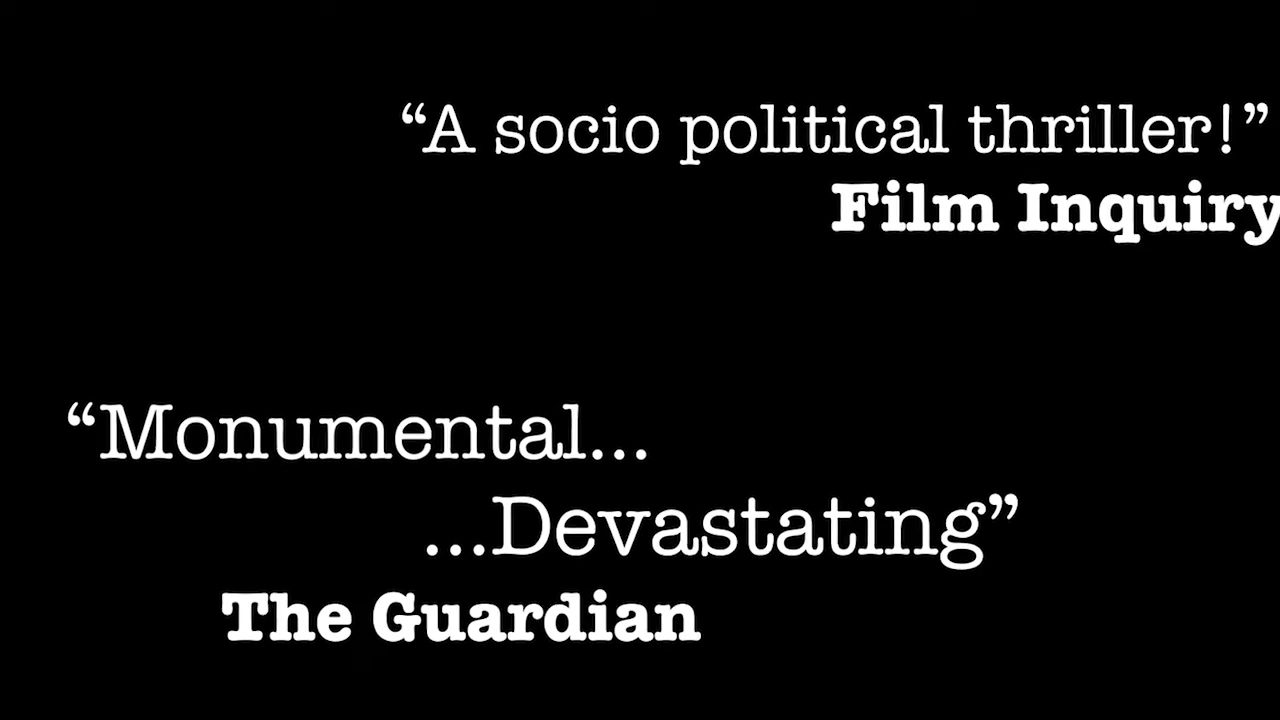 “A socio political thriller!”
Film Inquiry
“Monumental...
...Devastating”
The Guardian